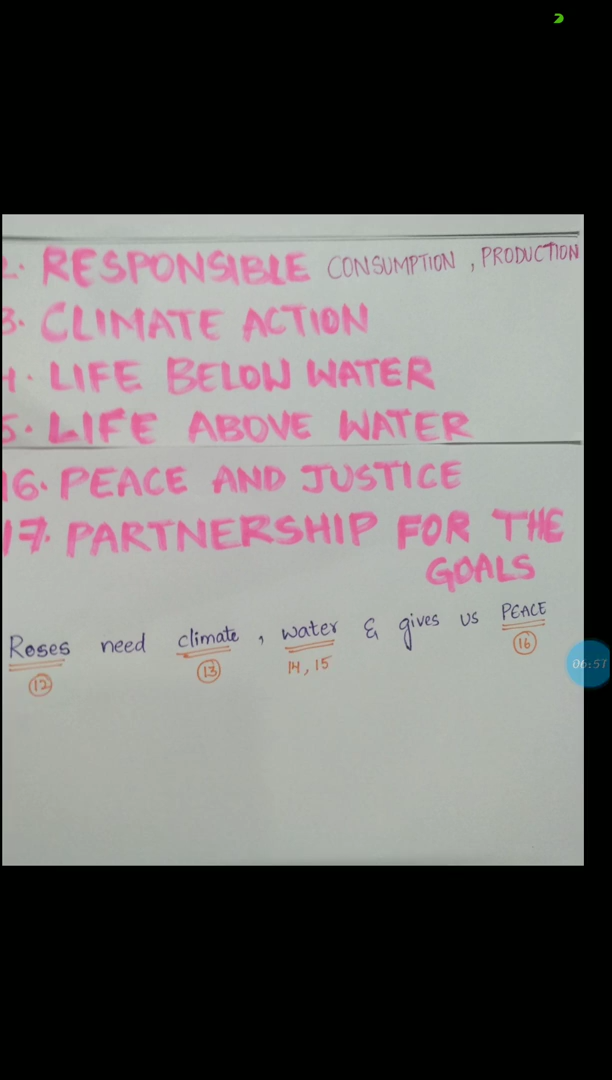 2. RESPONSIBLE CONSUMPTION, PRODUCTION
3. CLIMATE ACTION
4. LIFE BELOW WATER
5. LIFE ABOVE WATER
16. PEACE AND JUSTICE
17. PARTNERSHIP FOR THE
GOALS
Roses need climate, water & gives us PEACE
12 13 14, 15 16
06:57